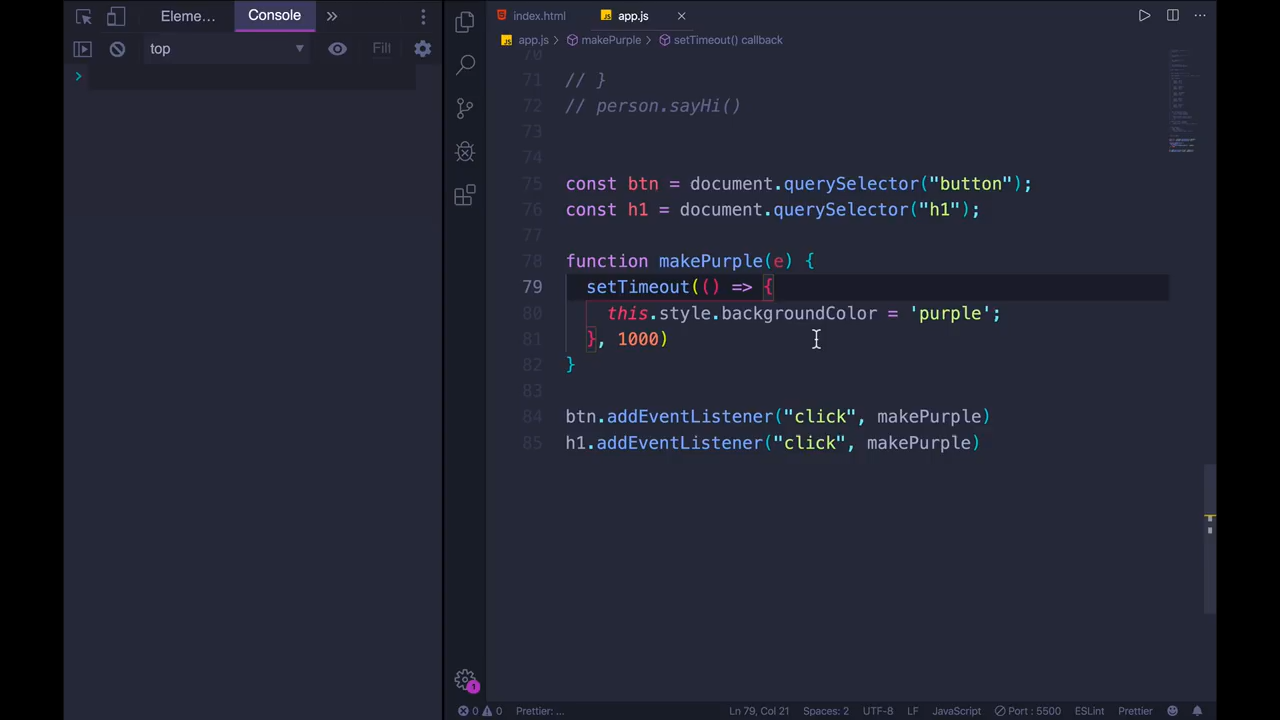 Eleme...
Console
»
top
Fill
index.html
app.js
app.js > makePurple > setTimeout() callback
70
71 // }
72 // person.sayHi()
73
74
75 const btn = document.querySelector("button");
76 const h1 = document.querySelector("h1");
77
78 function makePurple(e) {
79 setTimeout(() => {
80 this.style.backgroundColor = 'purple';
81 }, 1000)
82 }
83
84 btn.addEventListener("click", makePurple)
85 h1.addEventListener("click", makePurple)
1
0 0 Prettier: ...
Ln 79, Col 21
Spaces: 2
UTF-8
LF
JavaScript
Port : 5500
ESLint
Prettier